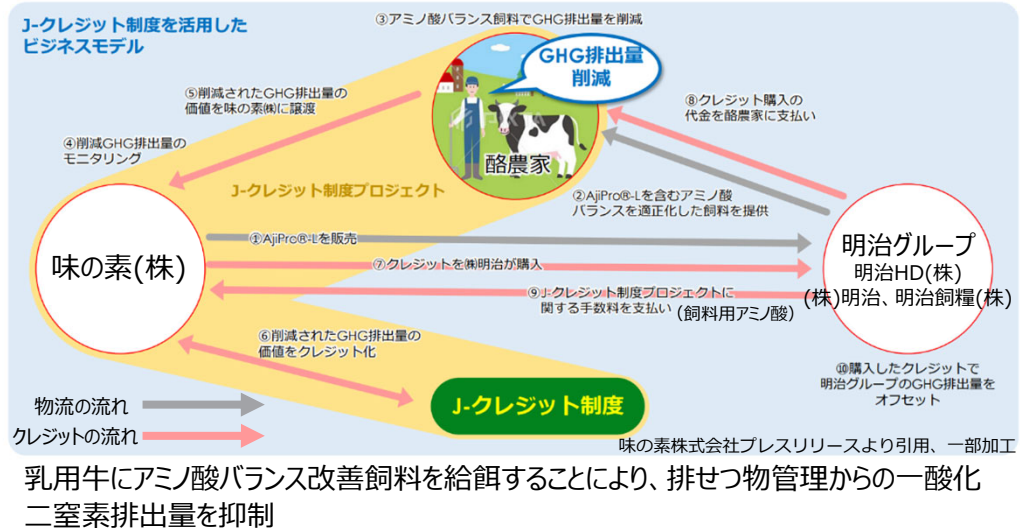 J-クレジット制度を活用した
ビジネスモデル
③アミノ酸バランス飼料でGHG排出量を削減
GHG排出量
削減
⑤削減されたGHG排出量の
価値を味の素㈱に譲渡
⑧クレジット購入の
代金を酪農家に支払い
④削減GHG排出量の
モニタリング
酪農家
J-クレジット制度プロジェクト
②AjiPro®-Lを含むアミノ酸
バランスを適正化した飼料を提供
①AjiPro®-Lを販売
味の素(株)
⑦クレジットを㈱明治が購入
明治グループ
明治HD(株)
(株)明治、明治飼糧(株)
⑨J-クレジット制度プロジェクトに
関する手数料を支払い
(飼料用アミノ酸)
⑥削減されたGHG排出量の
価値をクレジット化
⑩購入したクレジットで
明治グループのGHG排出量を
オフセット
J-クレジット制度
物流の流れ
クレジットの流れ
味の素株式会社プレスリリースより引用、一部加工
乳用牛にアミノ酸バランス改善飼料を給餌することにより、排せつ物管理からの一酸化
二窒素排出量を抑制